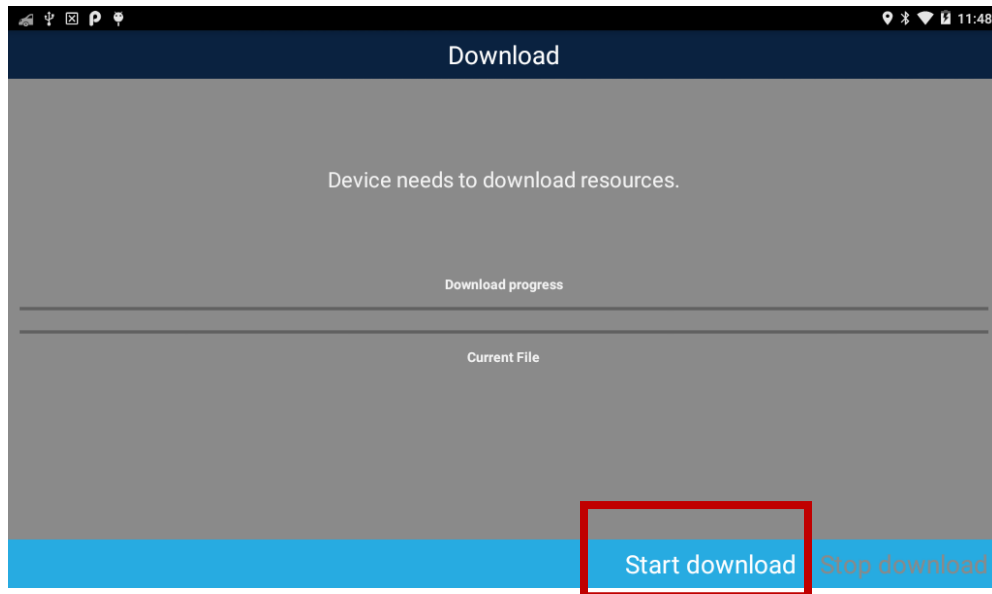 11:48
Download
Device needs to download resources.
Download progress
Current File
Start download Stop download